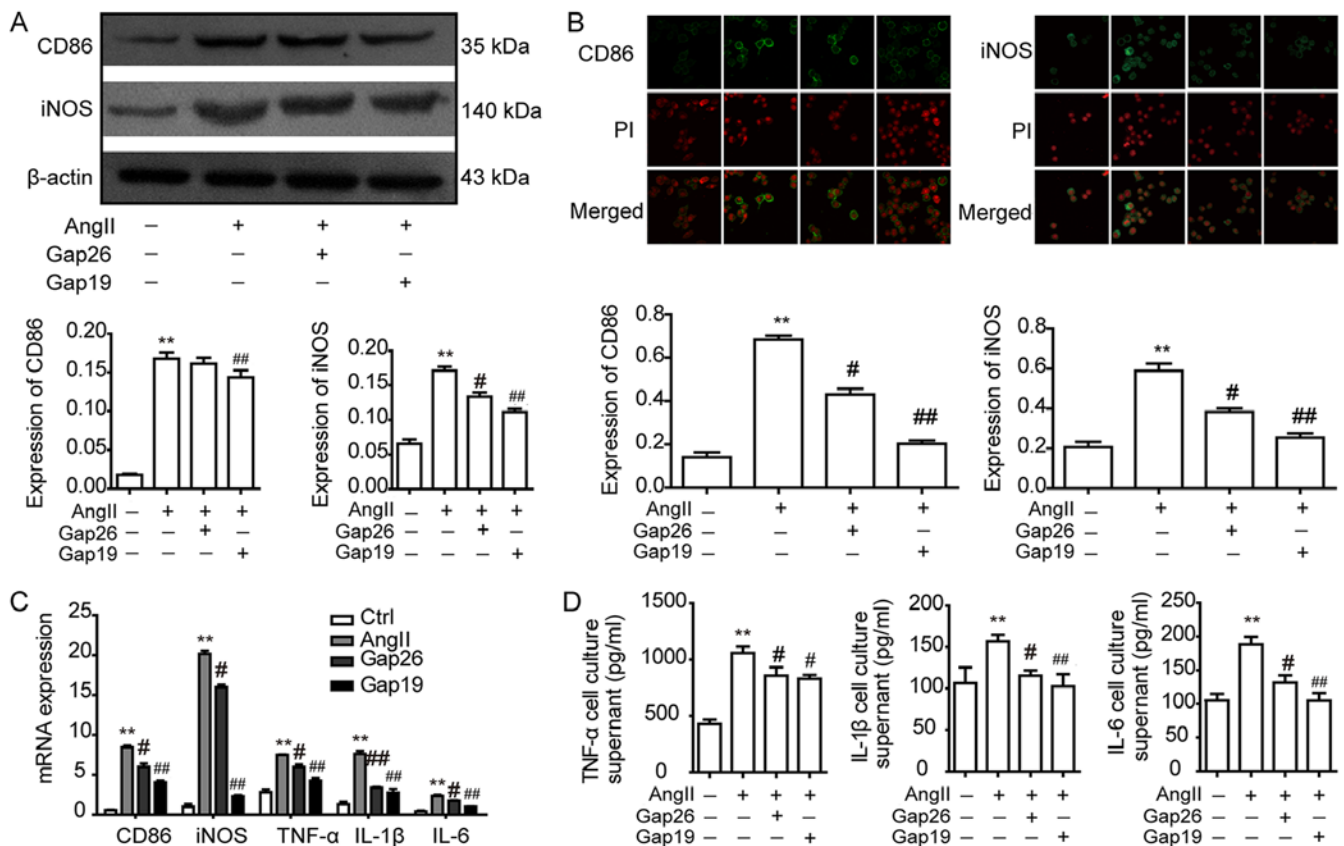 A
CD86
35 kDa
iNOS
140 kDa
β-actin
43 kDa
AngII – + + +
Gap26 – – + –
Gap19 – – – +
Expression of CD86
0.20
0.15
0.10
0.05
0.00
**
##
AngII – + + +
Gap26 – – + –
Gap19 – – – +
Expression of iNOS
0.20
0.15
0.10
0.05
0.00
**
#
##
AngII – + + +
Gap26 – – + –
Gap19 – – – +
B
CD86
PI
Merged
iNOS
PI
Merged
Expression of CD86
0.8
0.6
0.4
0.2
0.0
**
#
##
AngII – + + +
Gap26 – – + –
Gap19 – – – +
Expression of iNOS
0.8
0.6
0.4
0.2
0.0
**
#
##
AngII – + + +
Gap26 – – + –
Gap19 – – – +
C
mRNA expression
25
20
15
10
5
0
Ctrl
AngII
Gap26
Gap19
** # ##
** # ##
** # ##
** ## ##
** # ##
CD86 iNOS TNF-α IL-1β IL-6
D
TNF-α cell culture
supernant (pg/ml)
1500
1000
500
0
**
#
#
AngII – + + +
Gap26 – – + –
Gap19 – – – +
IL-1β cell culture
supernant (pg/ml)
200
150
100
50
0
**
#
##
AngII – + + +
Gap26 – – + –
Gap19 – – – +
IL-6 cell culture
supernant (pg/ml)
250
200
150
100
50
0
**
#
##
AngII – + + +
Gap26 – – + –
Gap19 – – – +